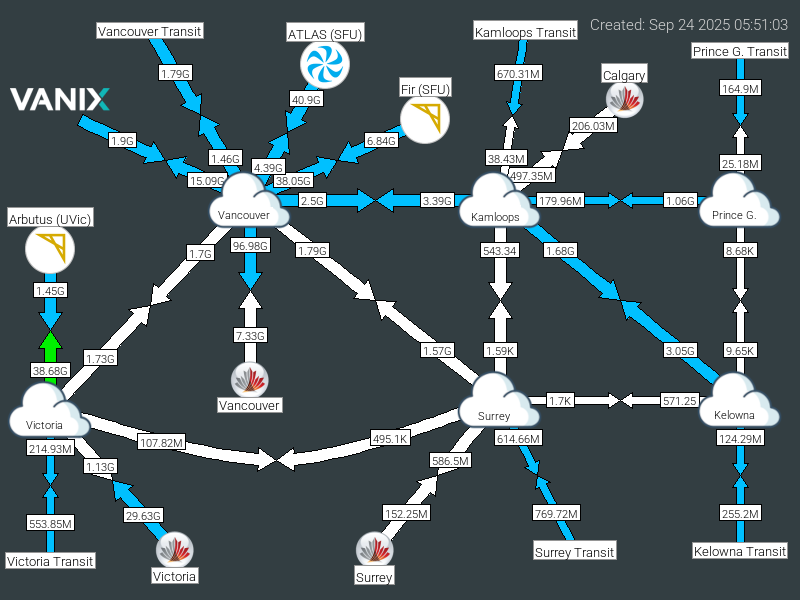 Created: Sep 24 2025 05:51:03
Vancouver Transit
ATLAS (SFU)
Kamloops Transit
Prince G. Transit
1.79G
670.31M
Calgary
164.9M
Fir (SFU)
VANIX
40.9G
206.03M
1.9G
6.84G
1.46G
38.43M
25.18M
4.39G
15.09G
38.05G
497.35M
2.5G
3.39G
179.96M
1.06G
Vancouver
Kamloops
Prince G.
Arbutus (UVic)
1.7G
96.98G
1.79G
543.34
1.68G
8.68K
1.45G
7.33G
1.73G
1.57G
1.59K
3.05G
9.65K
38.68G
Vancouver
1.7K
571.25
Victoria
Surrey
Kelowna
107.82M
495.1K
614.66M
124.29M
214.93M
1.13G
586.5M
553.85M
29.63G
152.25M
769.72M
255.2M
Victoria Transit
Victoria
Surrey
Surrey Transit
Kelowna Transit